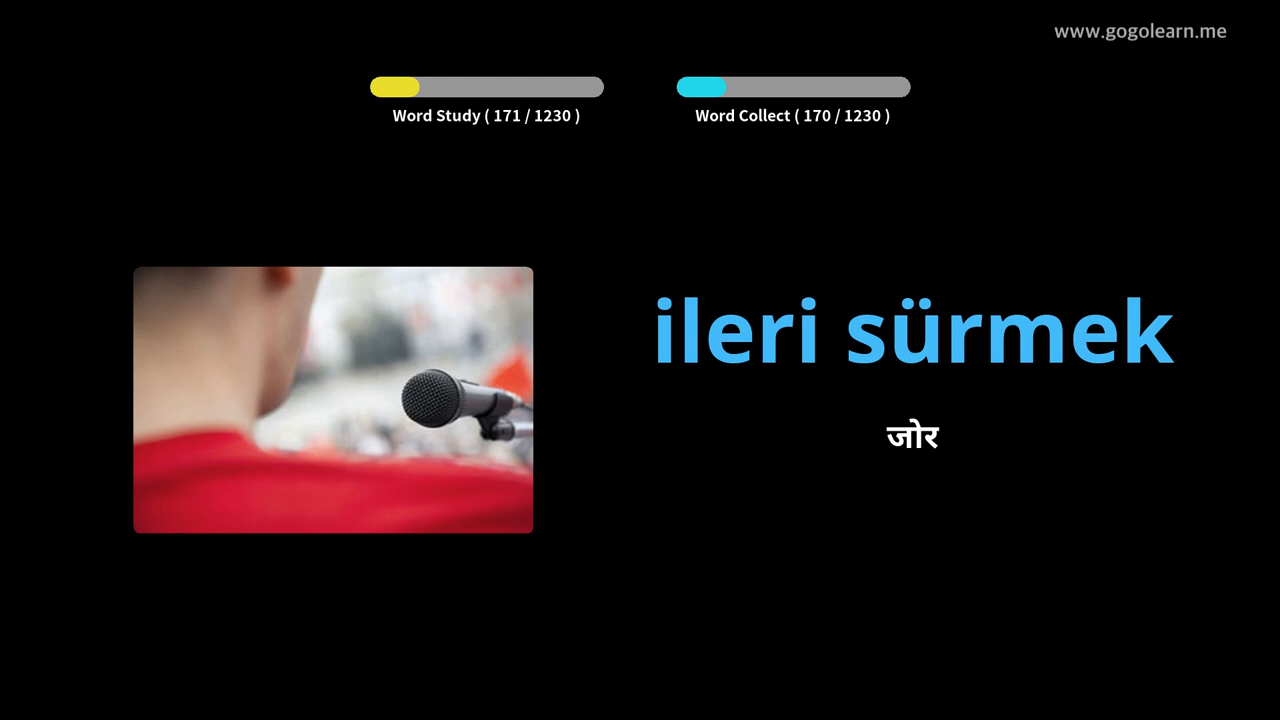 www.gogolearn.me
Word Study ( 171 / 1230 )
Word Collect ( 170 / 1230 )
ileri sürmek
जोर